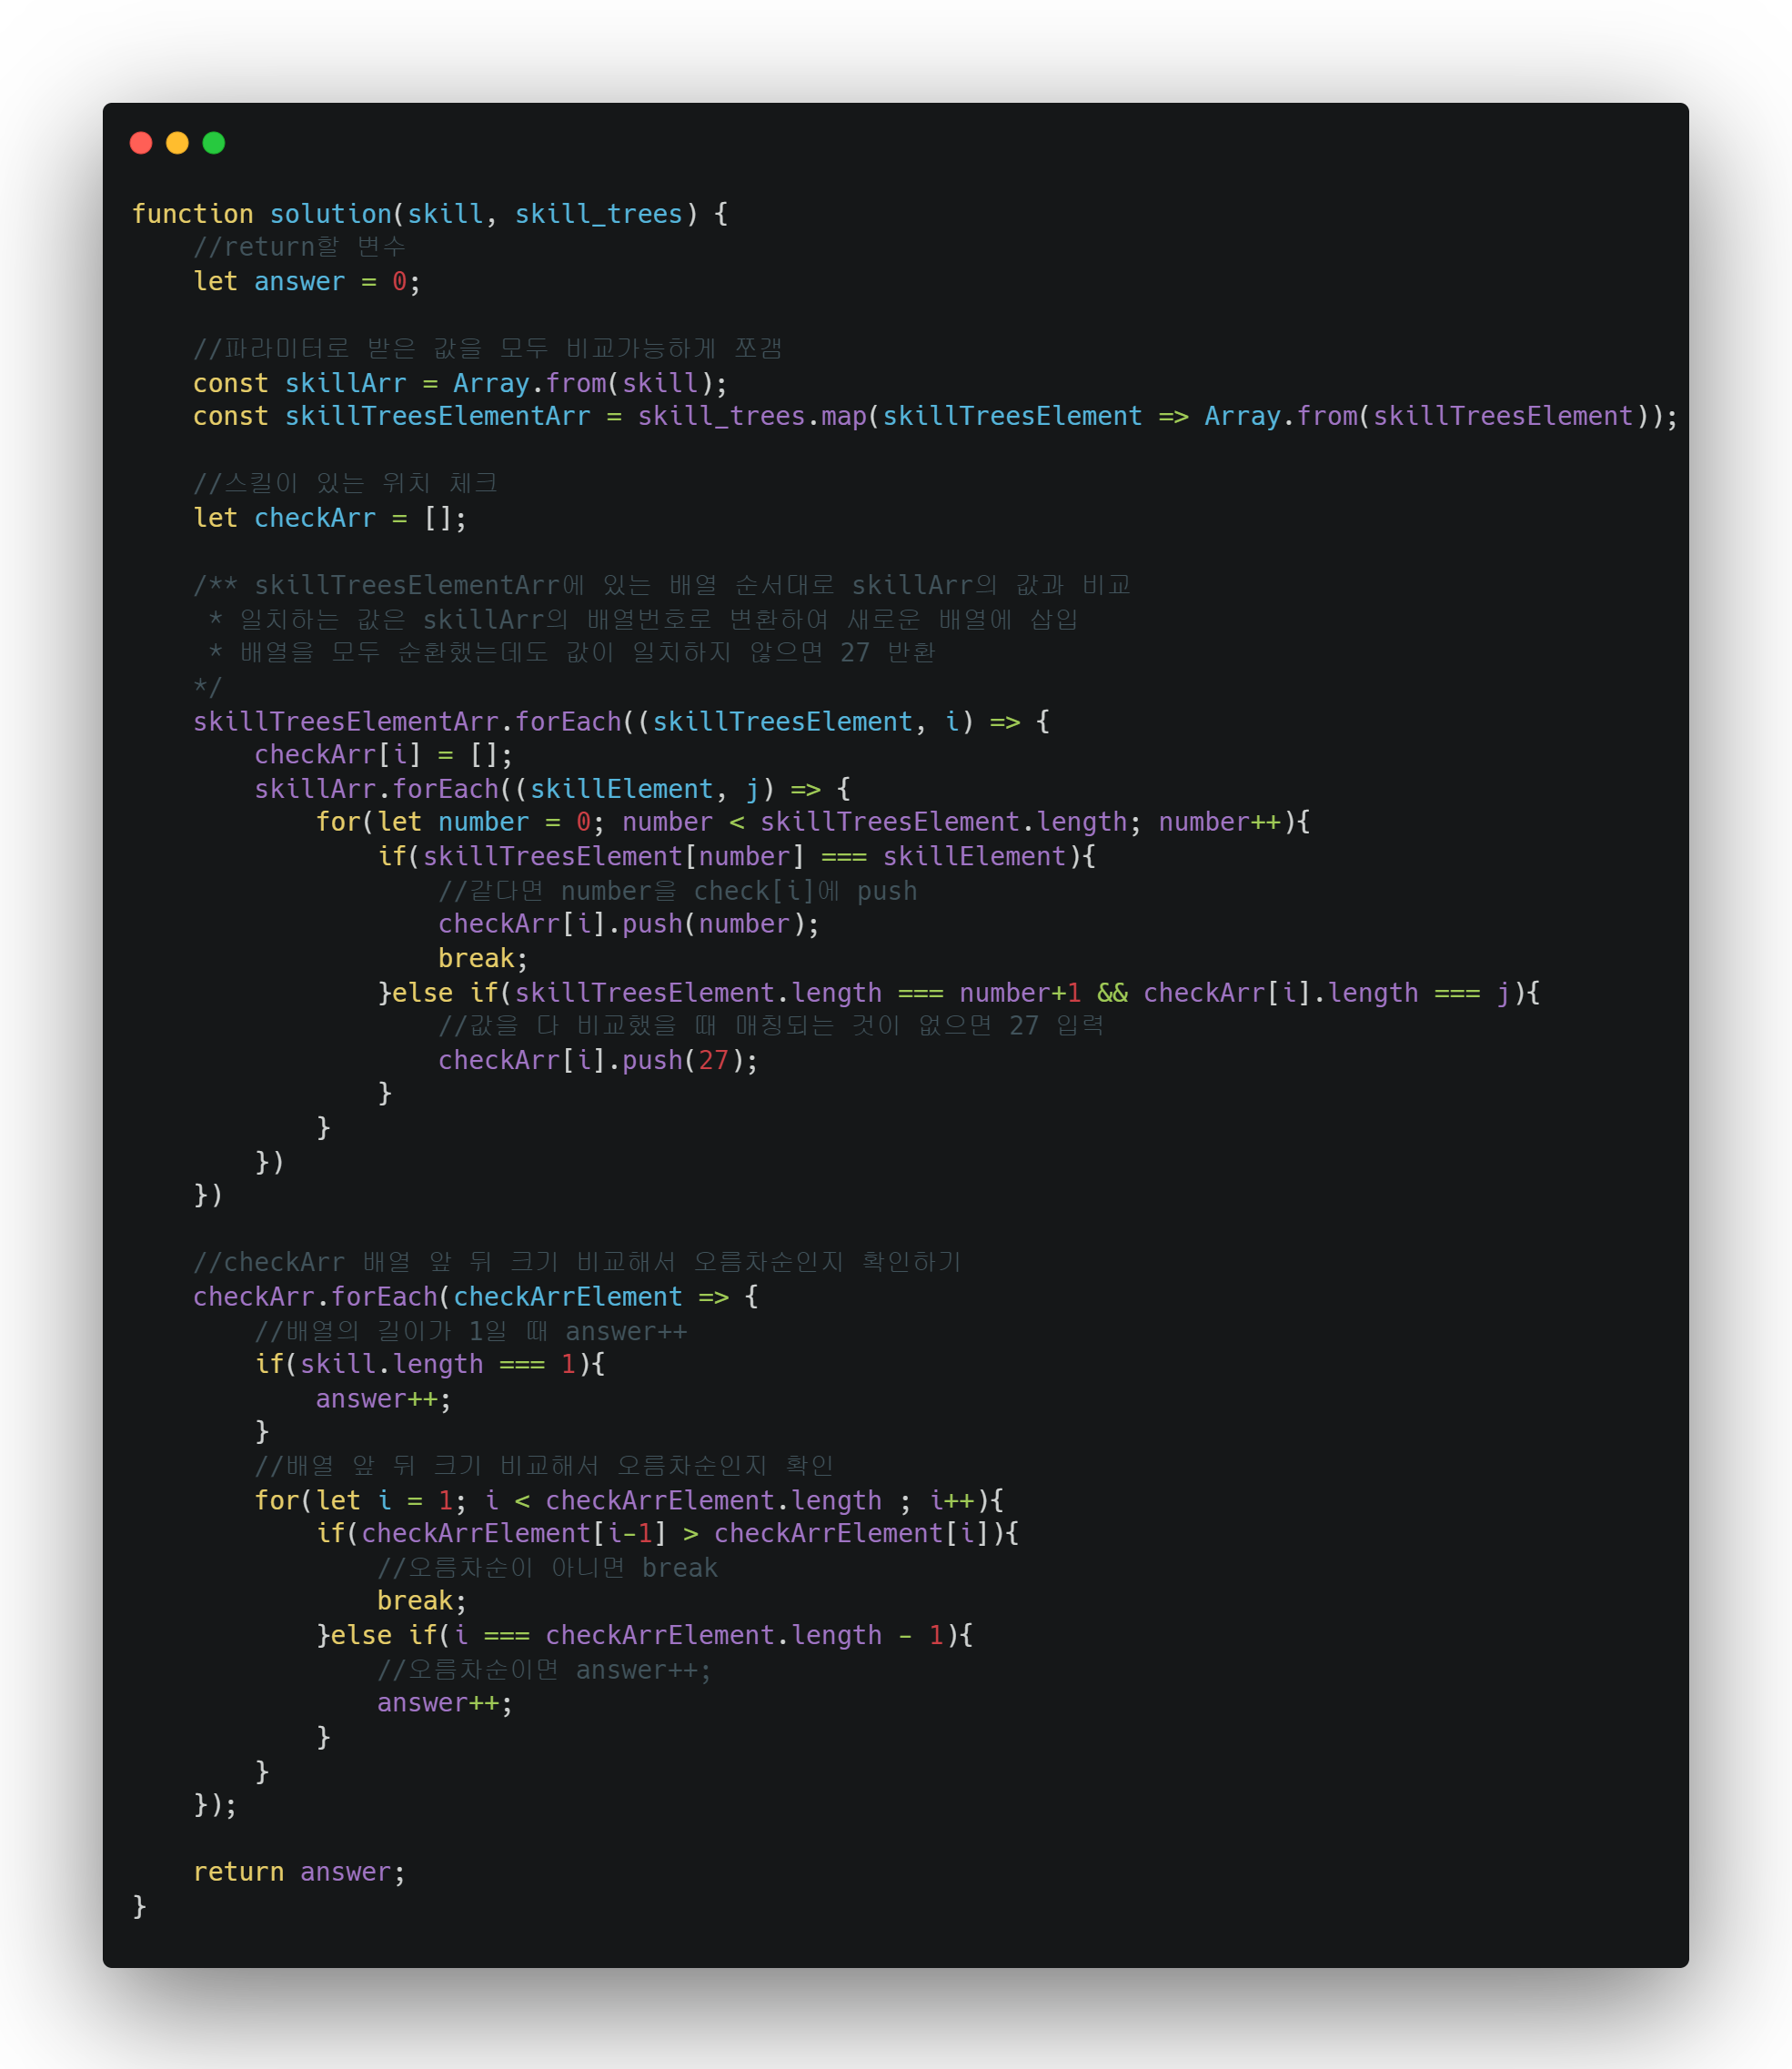 function solution(skill, skill_trees) {
    //return할 변수
    let answer = 0;

    //파라미터로 받은 값을 모두 비교가능하게 쪼갬
    const skillArr = Array.from(skill);
    const skillTreesElementArr = skill_trees.map(skillTreesElement => Array.from(skillTreesElement));

    //스킬이 있는 위치 체크
    let checkArr = [];

    /** skillTreesElementArr에 있는 배열 순서대로 skillArr의 값과 비교
     * 일치하는 값은 skillArr의 배열번호로 변환하여 새로운 배열에 삽입
     * 배열을 모두 순환했는데도 값이 일치하지 않으면 27 반환
    */
    skillTreesElementArr.forEach((skillTreesElement, i) => {
        checkArr[i] = [];
        skillArr.forEach((skillElement, j) => {
            for(let number = 0; number < skillTreesElement.length; number++){
                if(skillTreesElement[number] === skillElement){
                    //같다면 number을 check[i]에 push
                    checkArr[i].push(number);
                    break;
                }else if(skillTreesElement.length === number+1 && checkArr[i].length === j){
                    //값을 다 비교했을 때 매칭되는 것이 없으면 27 입력
                    checkArr[i].push(27);
                }
            }
        })
    })

    //checkArr 배열 앞 뒤 크기 비교해서 오름차순인지 확인하기
    checkArr.forEach(checkArrElement => {
        //배열의 길이가 1일 때 answer++
        if(skill.length === 1){
            answer++;
        }
        //배열 앞 뒤 크기 비교해서 오름차순인지 확인
        for(let i = 1; i < checkArrElement.length ; i++){
            if(checkArrElement[i-1] > checkArrElement[i]){
                //오름차순이 아니면 break
                break;
            }else if(i === checkArrElement.length - 1){
                //오름차순이면 answer++;
                answer++;
            }
        }
    });

    return answer;
}